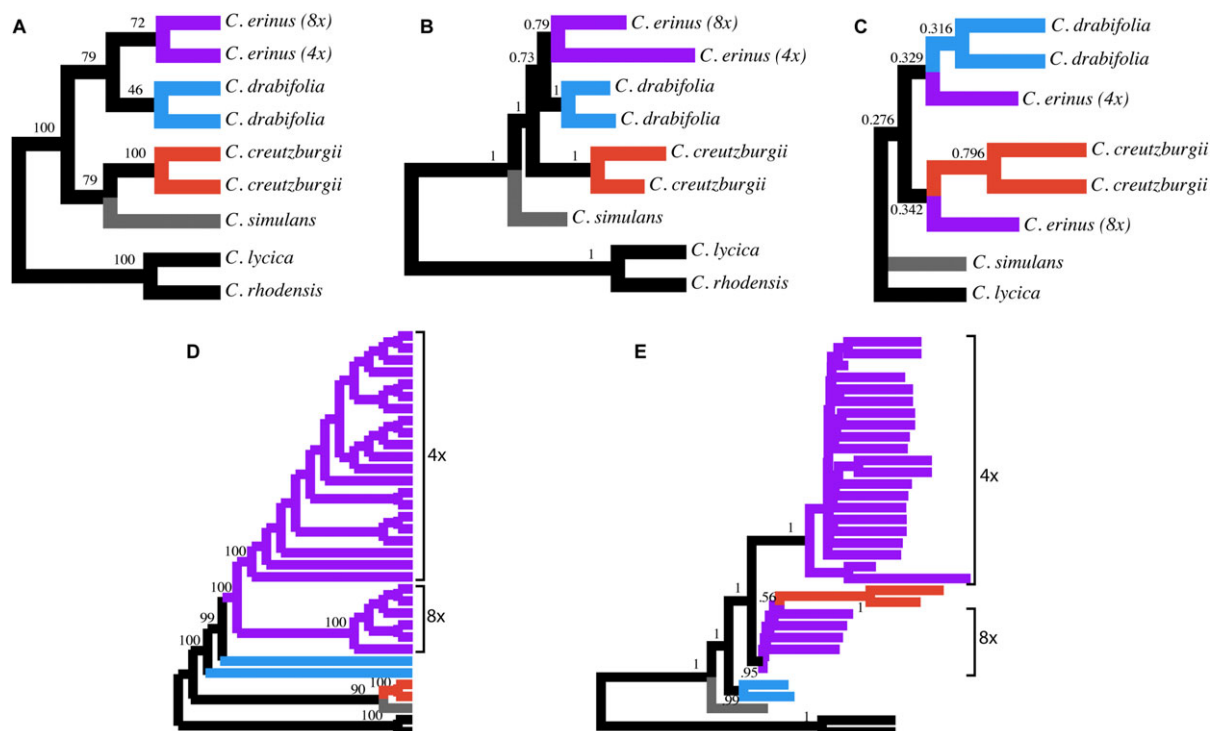 A
72
C. erinus (8x)
C. erinus (4x)
79
46
C. drabifolia
C. drabifolia
100
100
C. creutzburgii
C. creutzburgii
79
C. simulans
100
C. lycica
C. rhodensis
B
0.79
C. erinus (8x)
0.73
C. erinus (4x)
1
C. drabifolia
C. drabifolia
1
1
C. creutzburgii
C. creutzburgii
1
C. simulans
1
C. lycica
C. rhodensis
C
0.316
C. drabifolia
0.329
C. drabifolia
C. erinus (4x)
0.276
0.796
C. creutzburgii
C. creutzburgii
0.342
C. erinus (8x)
C. simulans
C. lycica
D
4x
100
100
8x
100
99
100
100
90
100
E
4x
1
1
.56
1
8x
1
.95
1
.99
1